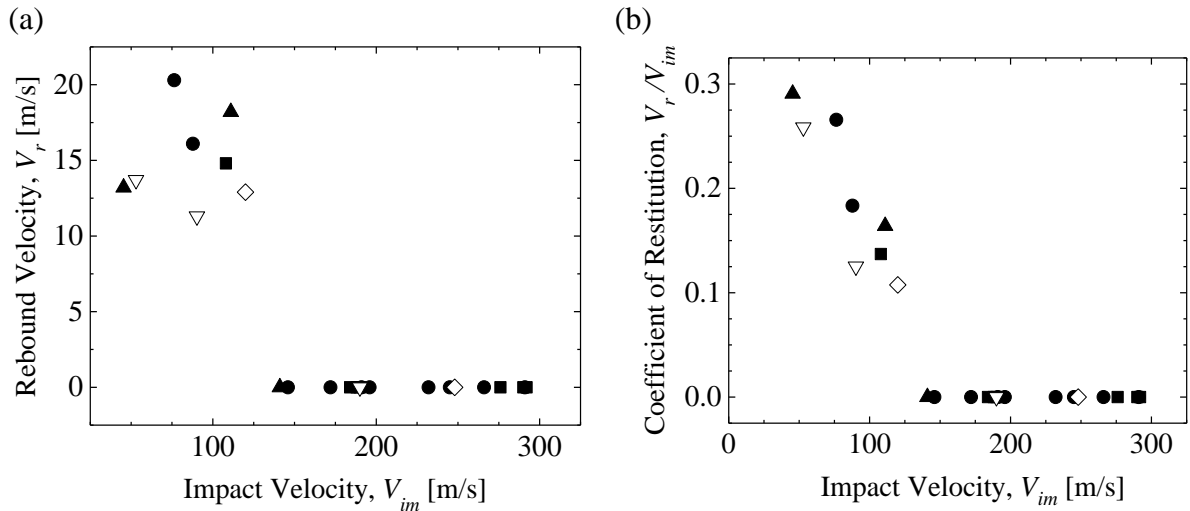 (a)
Rebound Velocity, V_r [m/s]
20
15
10
5
0
100
200
300
Impact Velocity, V_im [m/s]
(b)
Coefficient of Restitution, V_r/V_im
0.3
0.2
0.1
0.0
0
100
200
300
Impact Velocity, V_im [m/s]